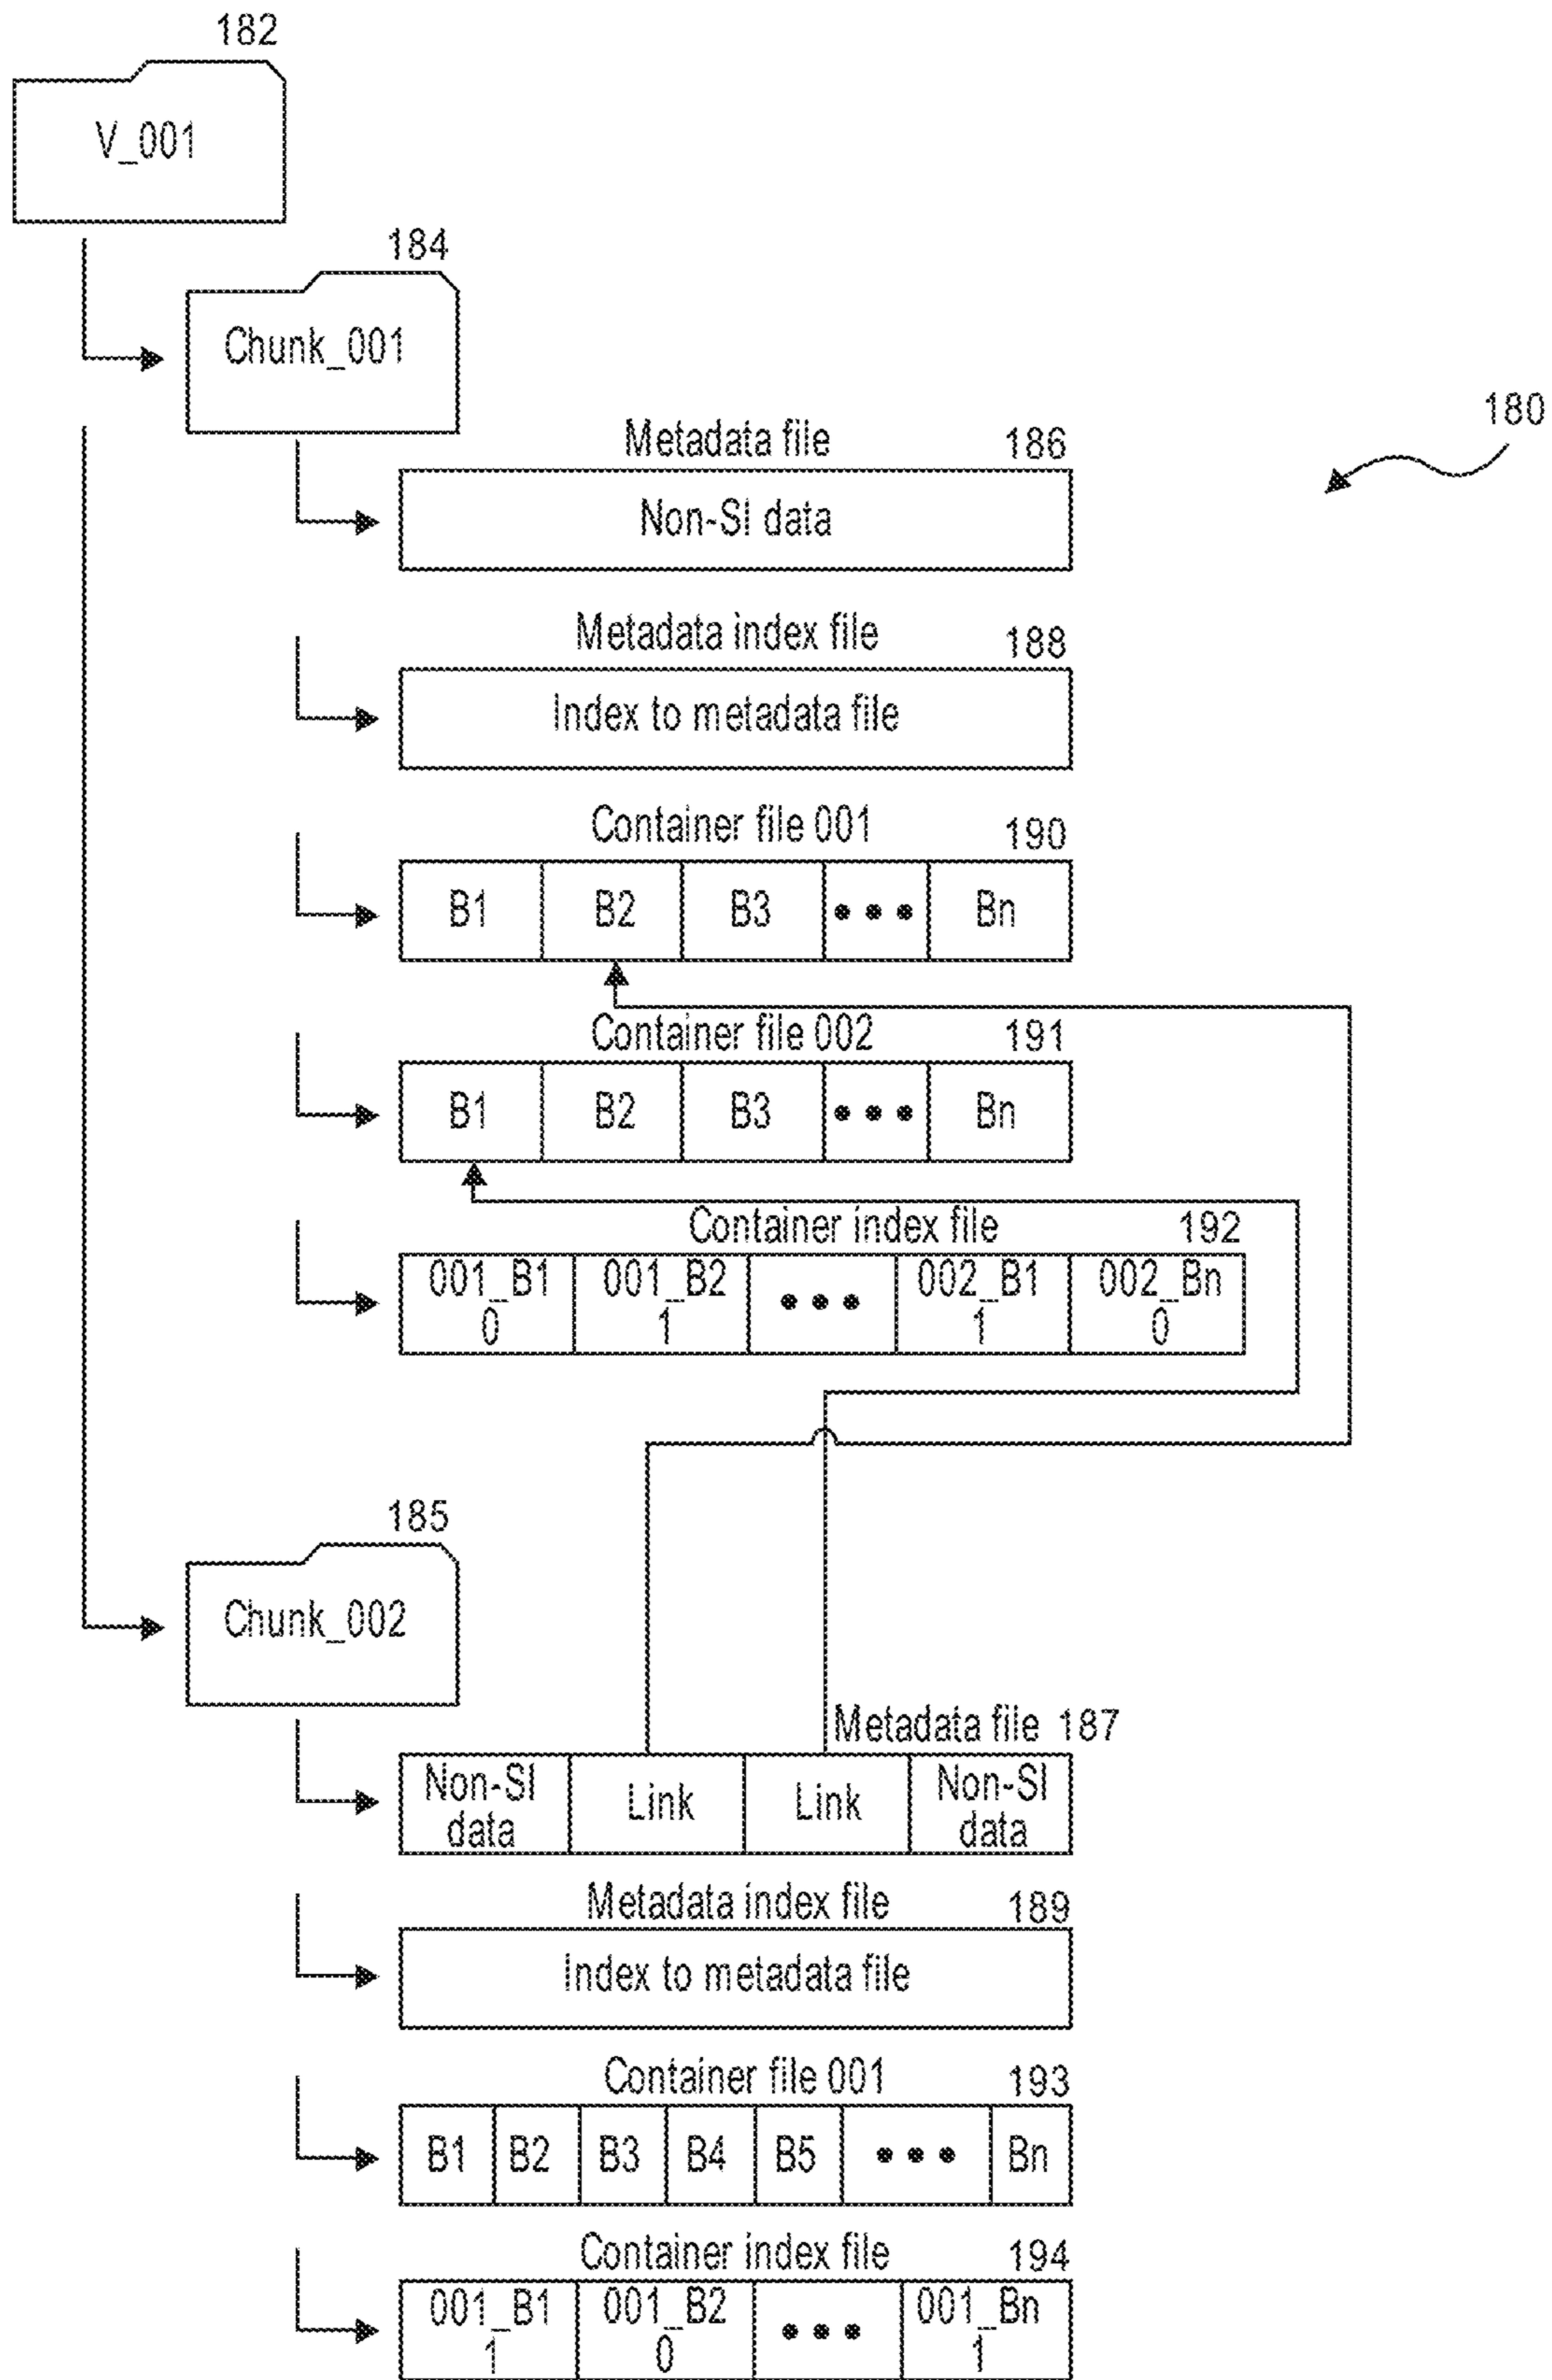 182
V_001
184
Chunk_001
180
Metadata file 186
Non-SI data
Metadata index file 188
Index to metadata file
Container file 001 190
B1 B2 B3 ••• Bn
Container file 002 191
B1 B2 B3 ••• Bn
Container index file 192
001_B1 001_B2 ••• 002_B1 002_Bn
0 1 1 0
185
Chunk_002
Metadata file 187
Non-SI Link Link Non-SI
data data
Metadata index file 189
Index to metadata file
Container file 001 193
B1 B2 B3 B4 B5 ••• Bn
Container index file 194
001_B1 001_B2 ••• 001_Bn
1 0 1